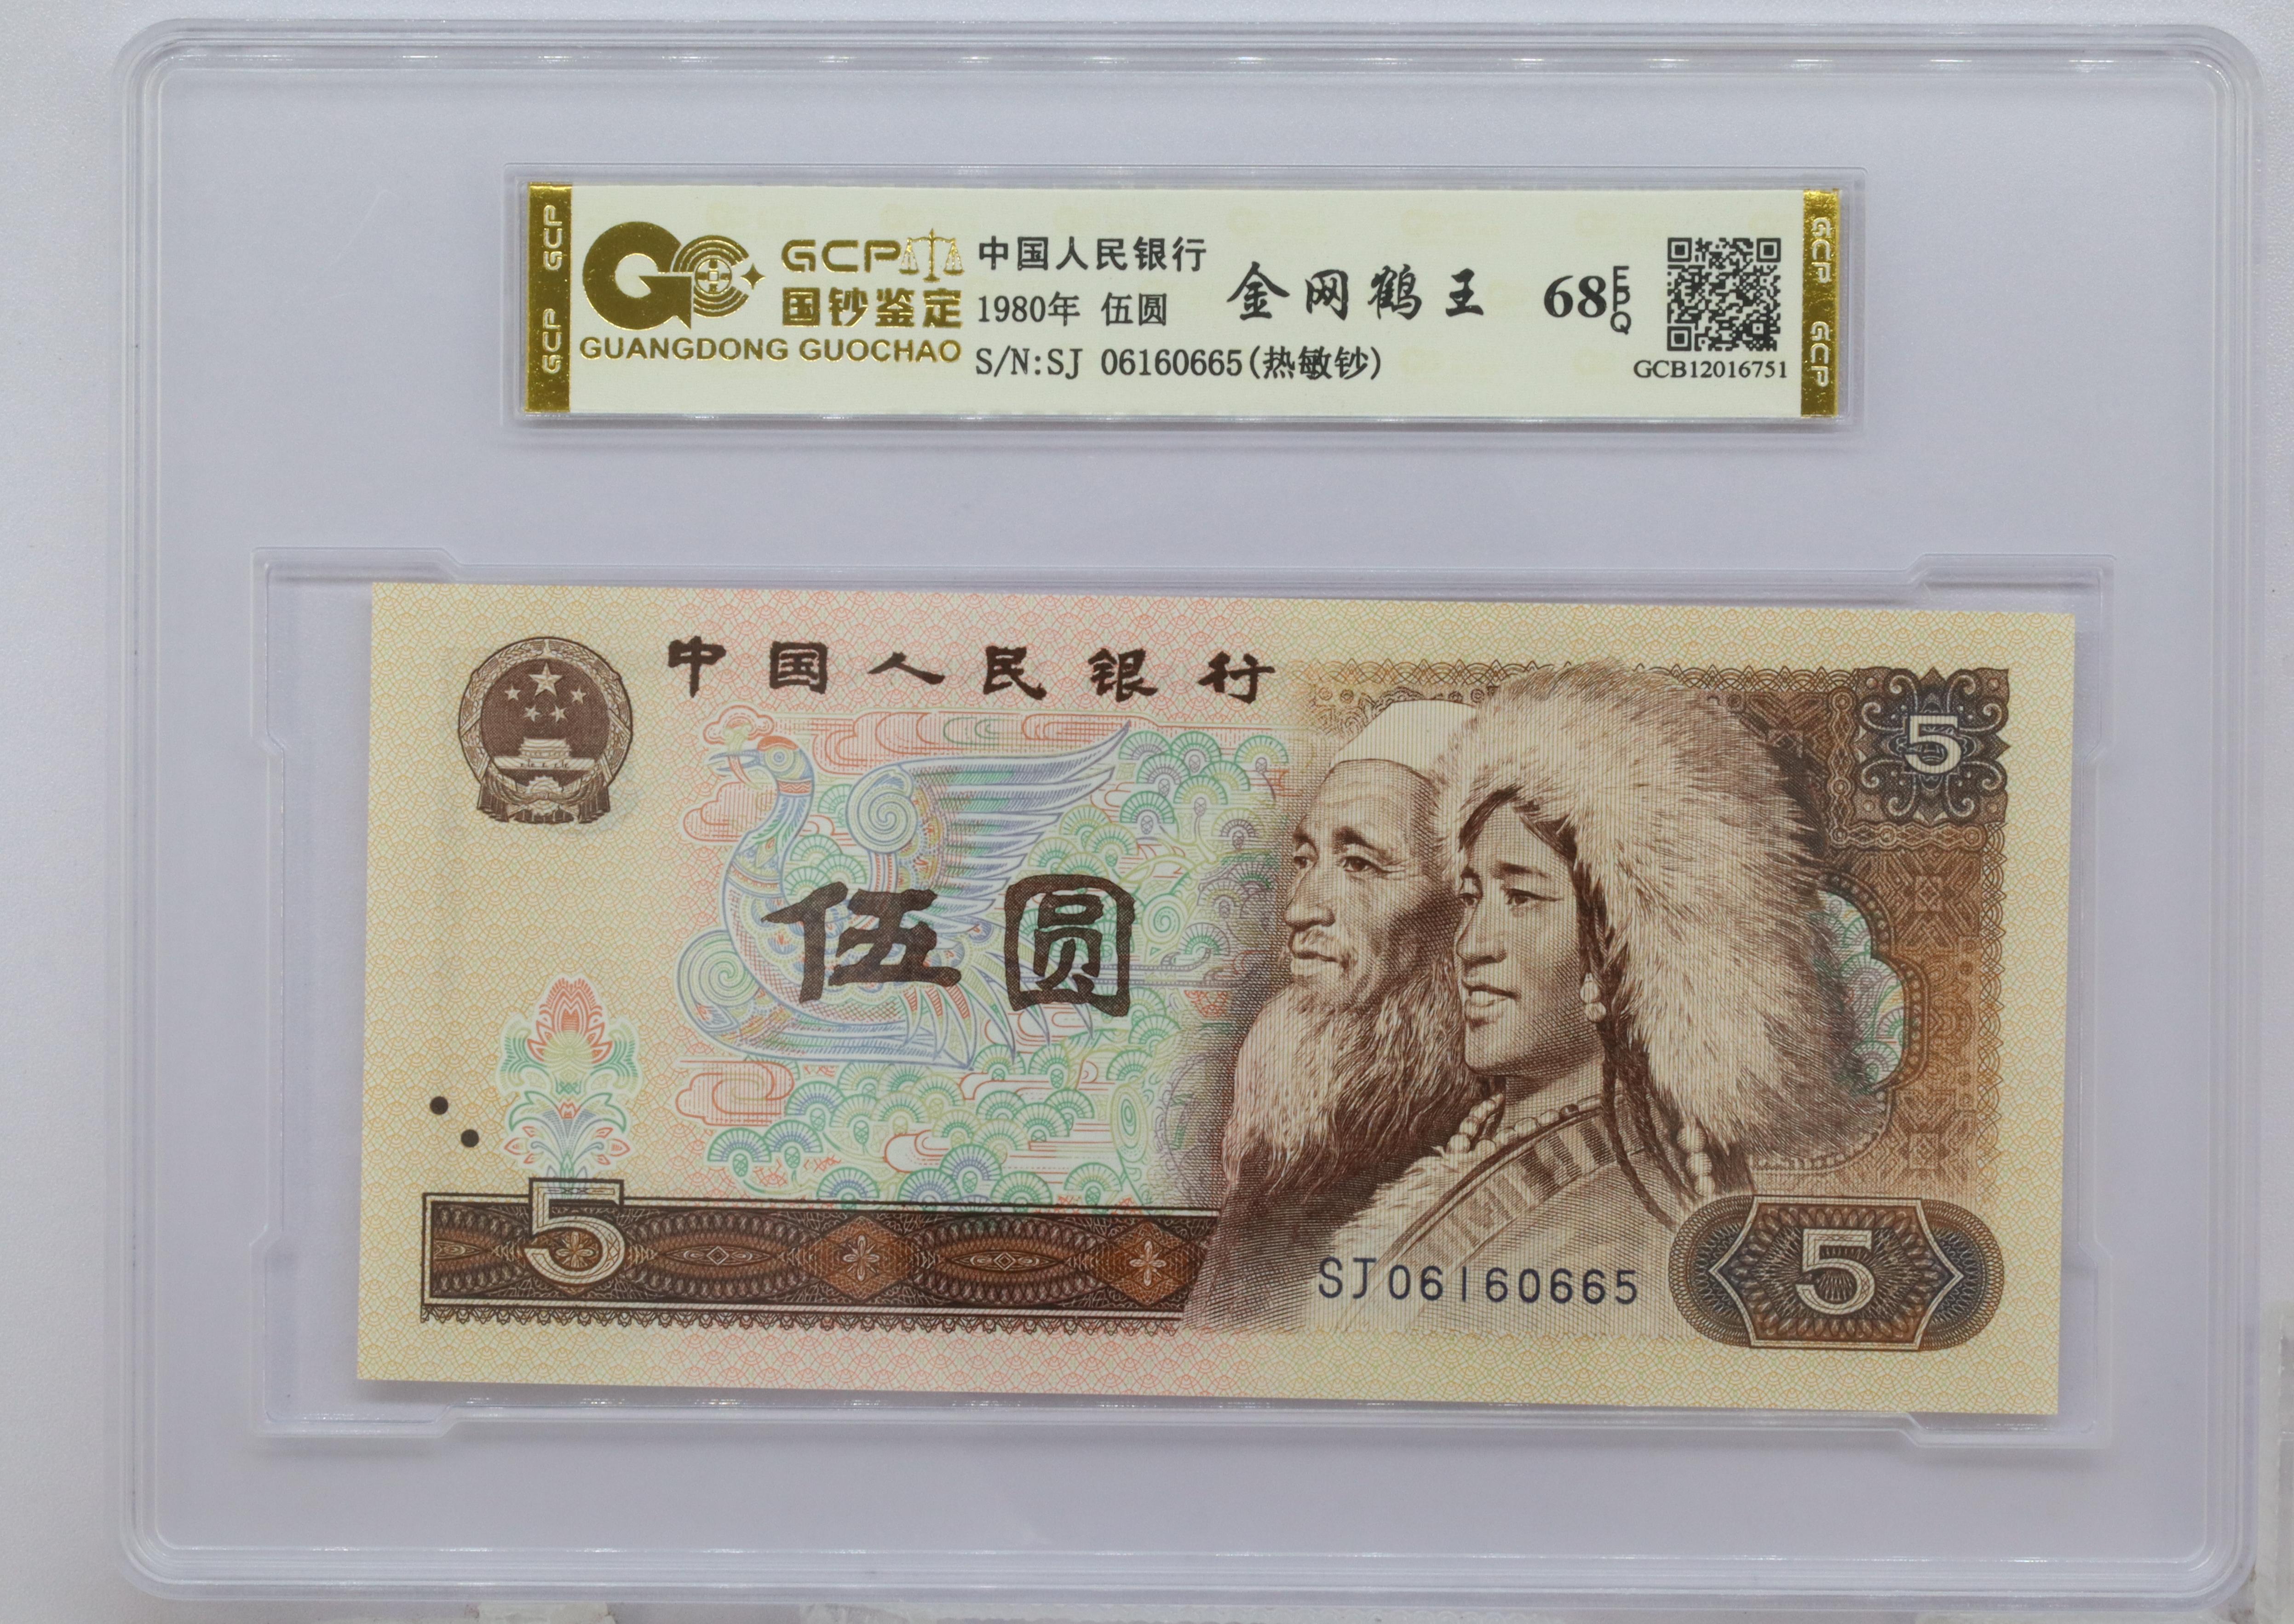 GCP GCP
GCP
国钞鉴定
GUANGDONG GUOCHAO
中国人民银行
1980年 伍圆
S/N:SJ 06160665(热敏钞)
金网鹤王
68 EPQ
GCB12016751
GCP GCP
中国人民银行
5
伍圆
5
SJ06160665
5